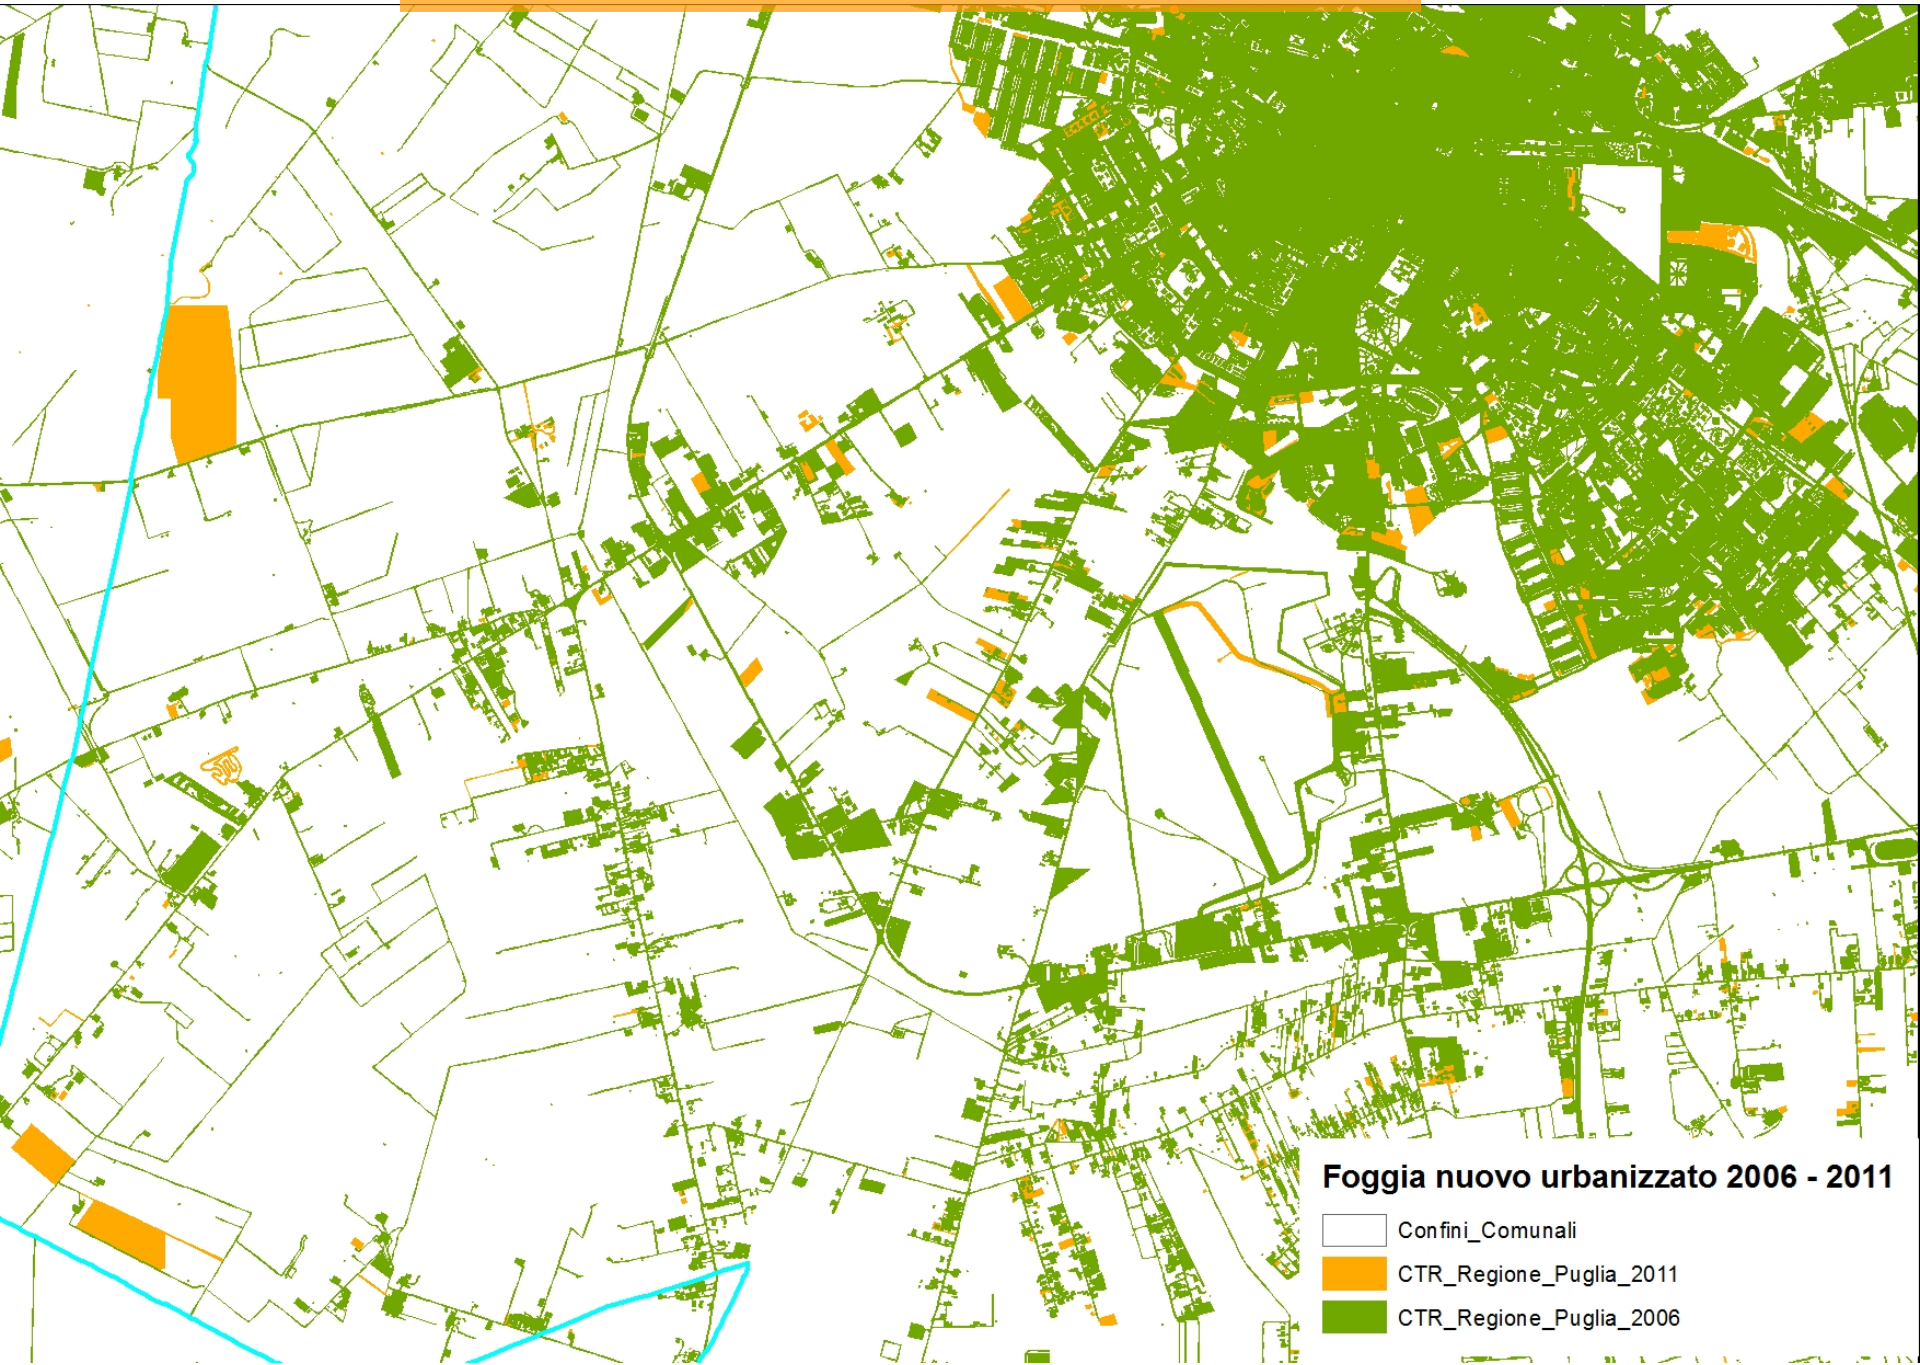 Foggia nuovo urbanizzato 2006 - 2011
Confini_Comunali
CTR_Regione_Puglia_2011
CTR_Regione_Puglia_2006